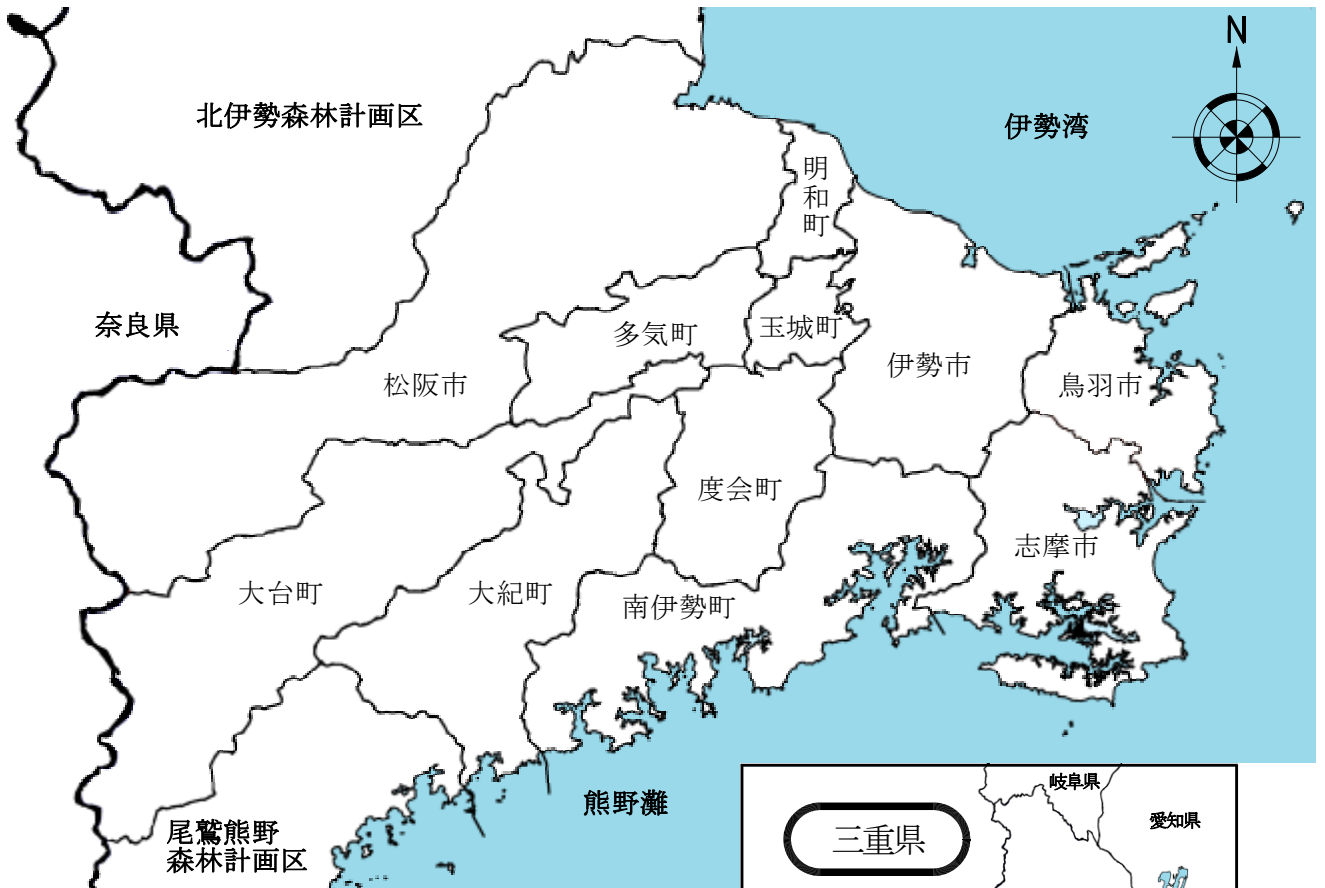 N
北伊勢森林計画区
伊勢湾
明和町
奈良県
多気町
玉城町
伊勢市
松阪市
鳥羽市
度会町
志摩市
大台町
大紀町
南伊勢町
熊野灘
尾鷲熊野
森林計画区
岐阜県
愛知県
三重県